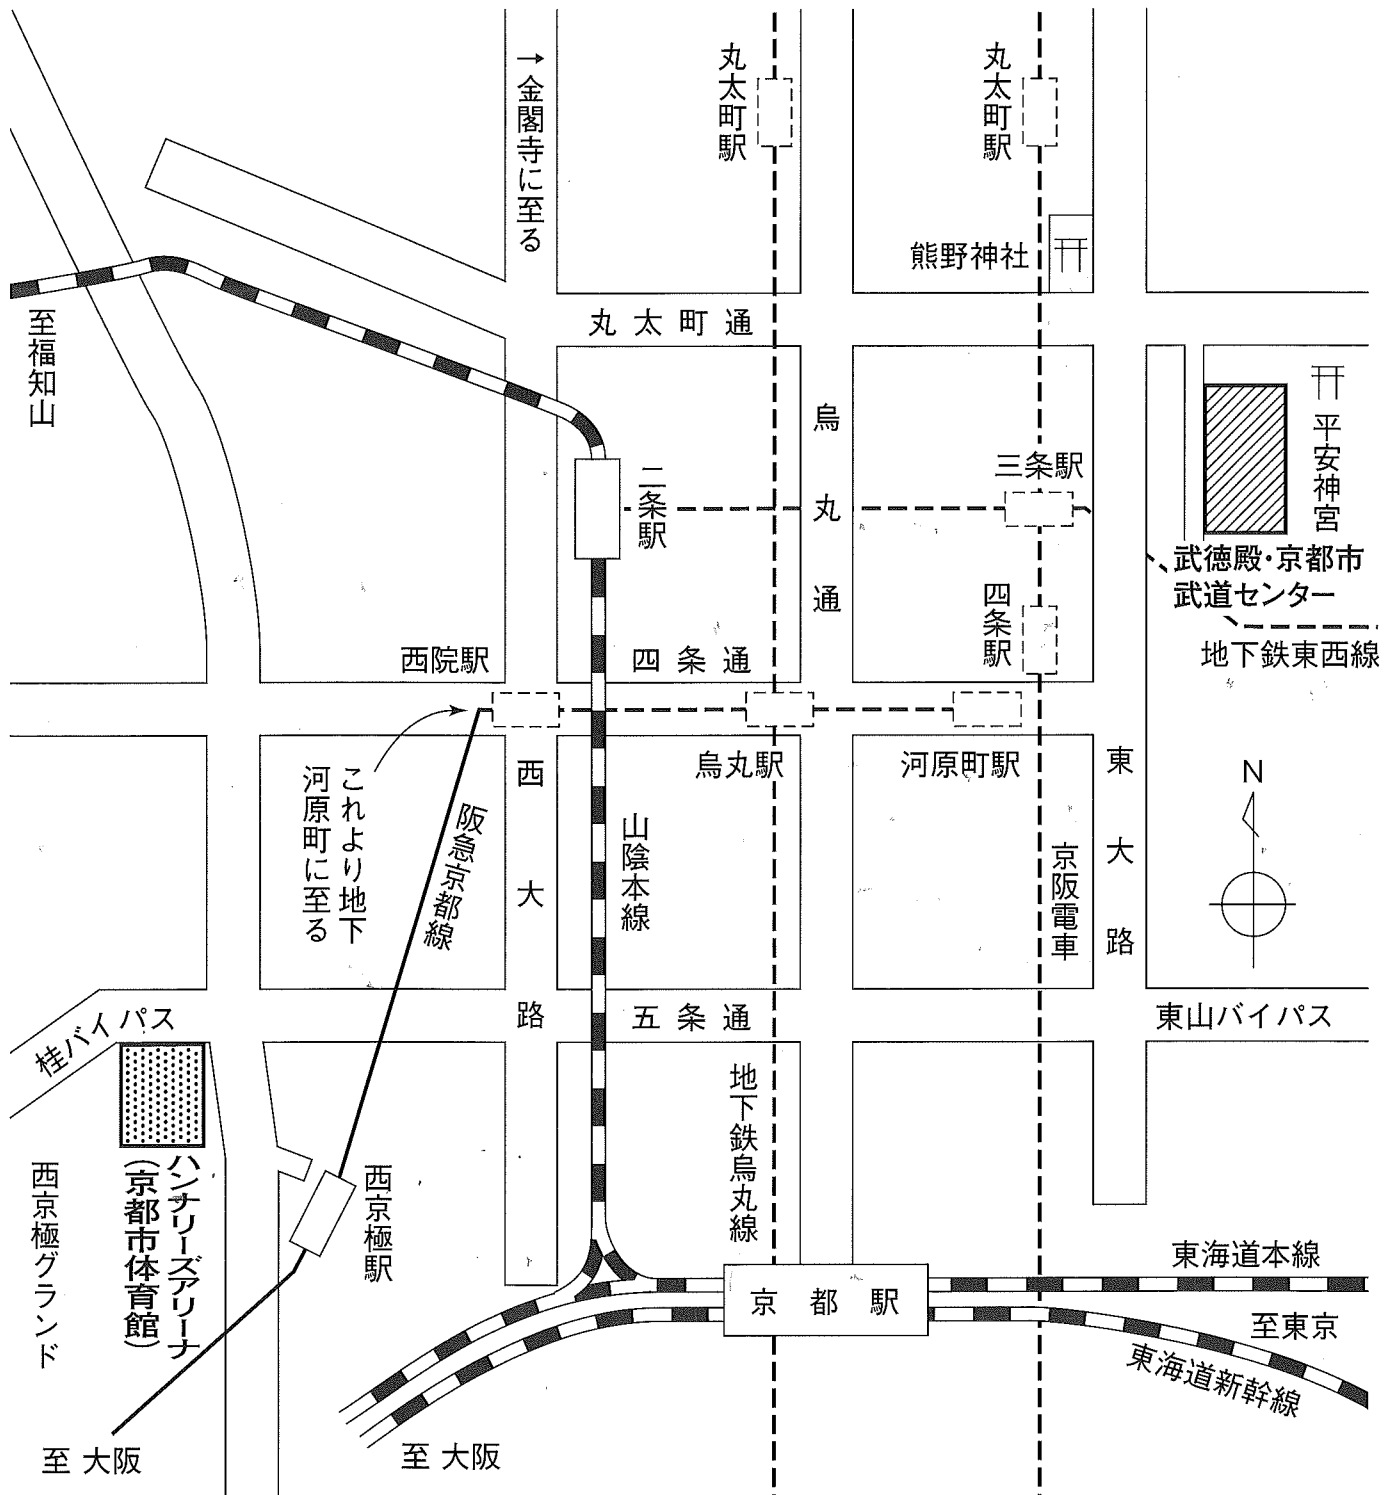 →金閣寺に至る
丸太町駅
丸太町駅
熊野神社
至福知山
丸太町通
平安神宮
烏丸通
三条駅
二条駅
武徳殿・京都市
武道センター
四条駅
地下鉄東西線
西院駅
四条通
烏丸駅
河原町駅
これより地下
河原町に至る
阪急京都線
西大路
山陰本線
京阪電車
東大路
N
桂バイパス
五条通
東山バイパス
地下鉄烏丸線
ハンナリーズアリーナ
(京都市体育館)
西京極グランド
西京極駅
京都駅
東海道本線
至東京
東海道新幹線
至 大阪
至 大阪